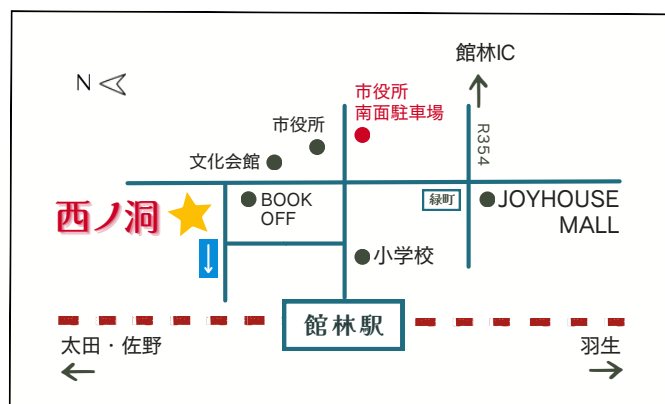 館林IC
N
市役所
南面駐車場
市役所
R354
文化会館
西ノ洞
BOOK
OFF
緑町
JOYHOUSE
MALL
小学校
館林駅
太田・佐野
羽生